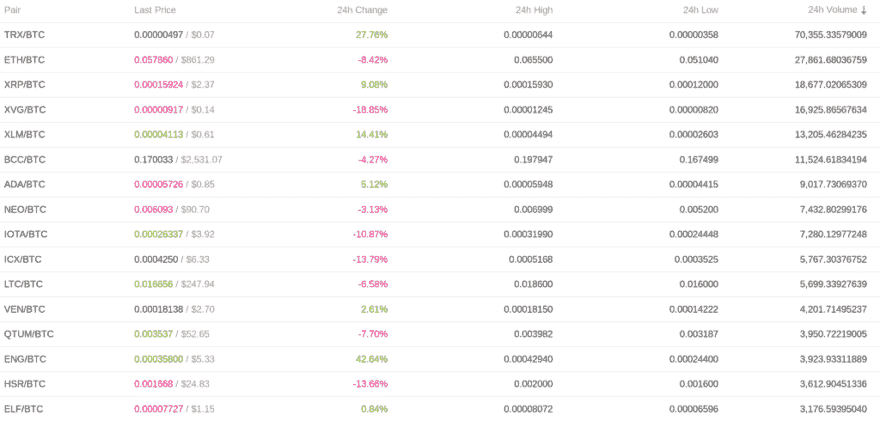 Pair Last Price 24h Change 24h High 24h Low 24h Volume ↓
TRX/BTC 0.00000497 / $0.07 27.76% 0.00000644 0.00000358 70,355.33579009
ETH/BTC 0.057860 / $861.29 -8.42% 0.065500 0.051040 27,861.68036759
XRP/BTC 0.00015924 / $2.37 9.08% 0.00015930 0.00012000 18,677.02065309
XVG/BTC 0.00000917 / $0.14 -18.85% 0.00001245 0.00000820 16,925.86567634
XLM/BTC 0.00004113 / $0.61 14.41% 0.00004494 0.00002603 13,205.46284235
BCC/BTC 0.170033 / $2,531.07 -4.27% 0.197947 0.167499 11,524.61834194
ADA/BTC 0.00005726 / $0.85 5.12% 0.00005948 0.00004415 9,017.73069370
NEO/BTC 0.006093 / $90.70 -3.13% 0.006999 0.005200 7,432.80299176
IOTA/BTC 0.00026337 / $3.92 -10.87% 0.00031990 0.00024448 7,280.12977248
ICX/BTC 0.0004250 / $6.33 -13.79% 0.0005168 0.0003525 5,767.30376752
LTC/BTC 0.016656 / $247.94 -6.58% 0.018600 0.016000 5,699.33927639
VEN/BTC 0.00018138 / $2.70 2.61% 0.00018150 0.00014222 4,201.71495237
QTUM/BTC 0.003537 / $52.65 -7.70% 0.003982 0.003187 3,950.72219005
ENG/BTC 0.00035800 / $5.33 42.64% 0.00042940 0.00024400 3,923.93311889
HSR/BTC 0.001668 / $24.83 -13.66% 0.002000 0.001600 3,612.90451336
ELF/BTC 0.00007727 / $1.15 0.84% 0.00008072 0.00006596 3,176.59395040